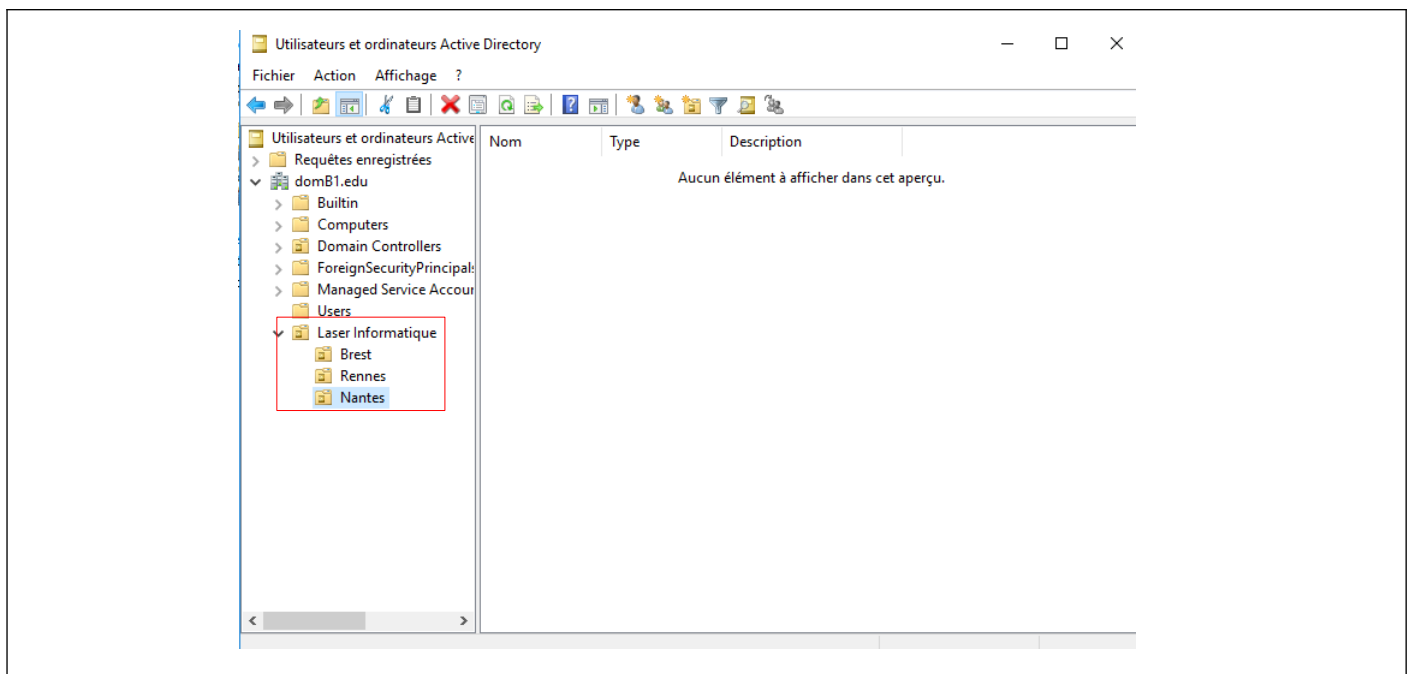 Utilisateurs et ordinateurs Active Directory
Fichier Action Affichage ?
Utilisateurs et ordinateurs Active
Nom Type Description
Requêtes enregistrées
Aucun élément à afficher dans cet aperçu.
domB1.edu
Builtin
Computers
Domain Controllers
ForeignSecurityPrincipals
Managed Service Accour
Users
Laser Informatique
Brest
Rennes
Nantes